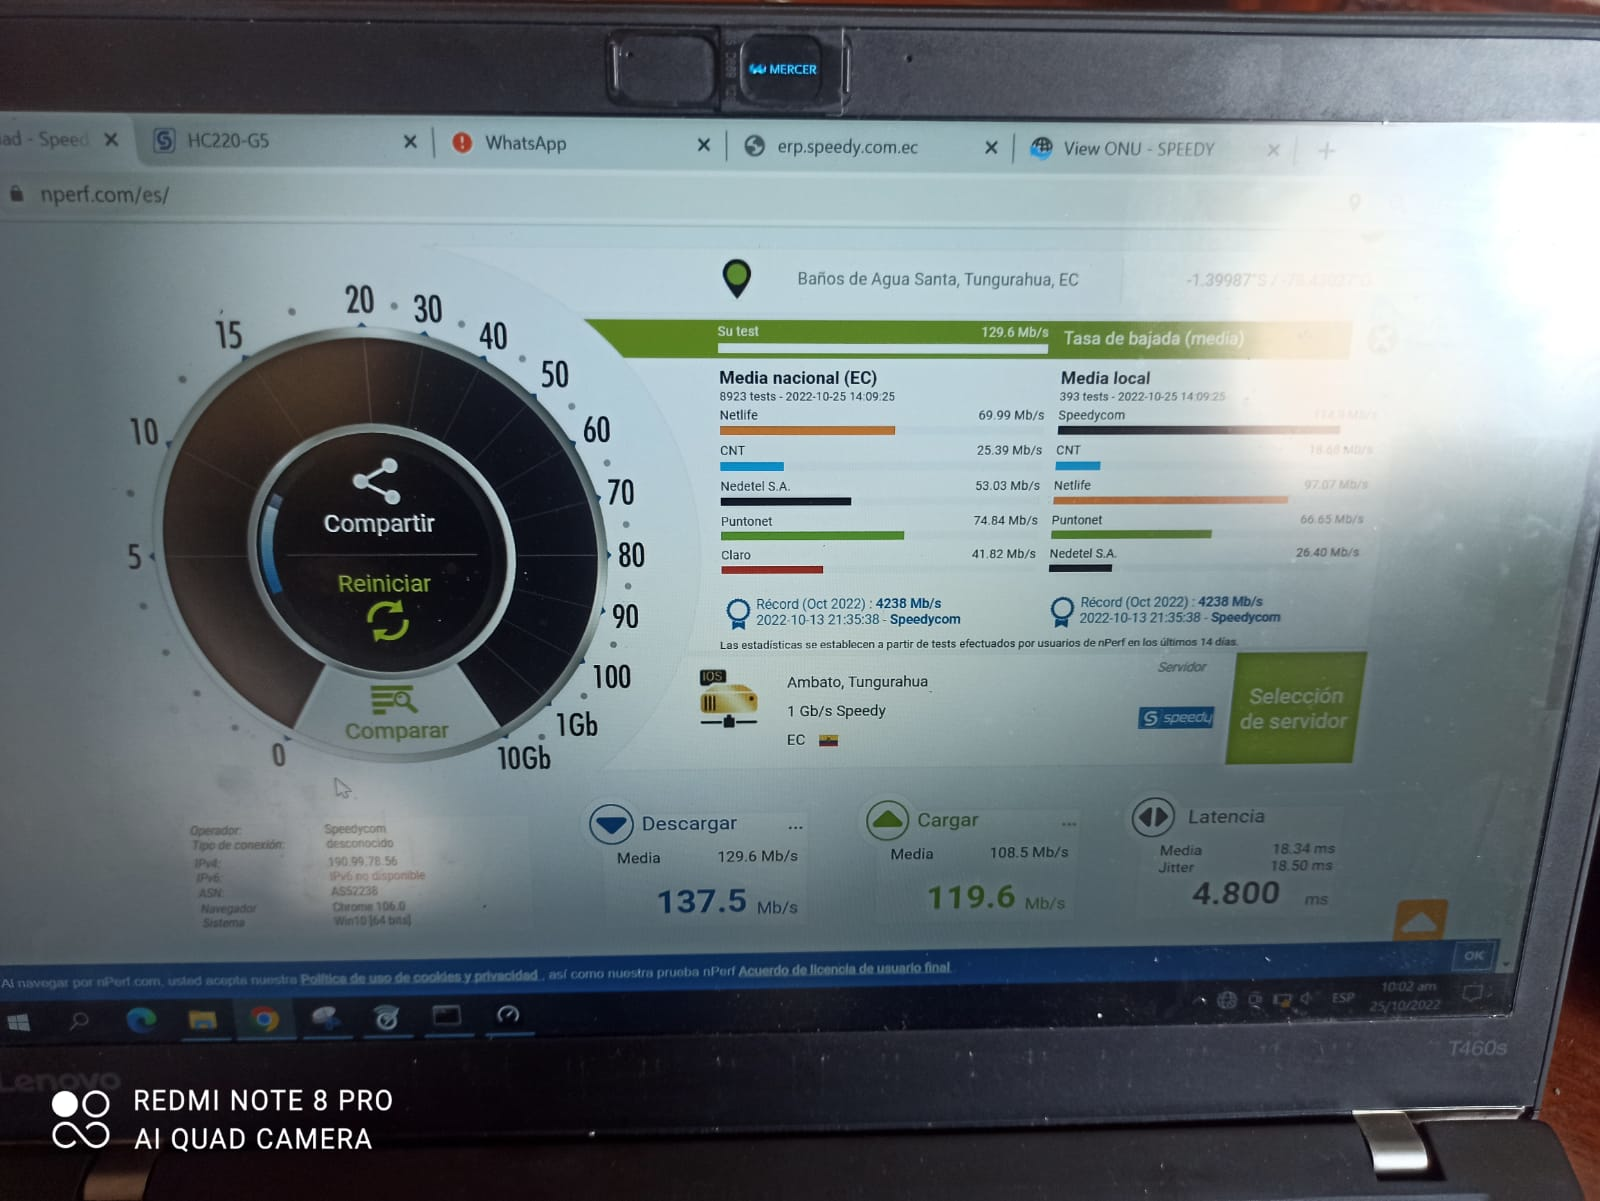 MERCER
ad - Speed
HC220-G5
WhatsApp
erp.speedy.com.ec
View ONU - SPEEDY
nperf.com/es/
Baños de Agua Santa, Tungurahua, EC
-1.39987°S /
Su test
129.6 Mb/s
Tasa de bajada (media)
Media nacional (EC)
8923 tests - 2022-10-25 14:09:25
Netlife 69.99 Mb/s
CNT 25.39 Mb/s
Nedetel S.A. 53.03 Mb/s
Puntonet 74.84 Mb/s
Claro 41.82 Mb/s
Récord (Oct 2022) : 4238 Mb/s
2022-10-13 21:35:38 - Speedycom
Media local
393 tests - 2022-10-25 14:09:25
Speedycom
CNT 18.68 Mb/s
Netlife 97.07 Mb/s
Puntonet 66.65 Mb/s
Nedetel S.A. 26.40 Mb/s
Récord (Oct 2022) : 4238 Mb/s
2022-10-13 21:35:38 - Speedycom
Las estadísticas se establecen a partir de tests efectuados por usuarios de nPerf en los últimos 14 días.
0
5
10
15
20
30
40
50
60
70
80
90
100
1Gb
10Gb
Compartir
Reiniciar
Comparar
10G
Ambato, Tungurahua
1 Gb/s Speedy
EC
Servidor
speedy
Selección
de servidor
Operador: Speedycom
Tipo de conexión: desconocido
IPv4: 190.99.78.56
IPv6: IPv6 no disponible
ASN: AS52238
Navegador Chrome 106.0
Sistema Win10 [64 bits]
Descargar ...
Media 129.6 Mb/s
137.5 Mb/s
Cargar ...
Media 108.5 Mb/s
119.6 Mb/s
Latencia
Media 18.34 ms
Jitter 18.50 ms
4.800 ms
Al navegar por nPerf.com, usted acepta nuestra Política de uso de cookies y privacidad , así como nuestra prueba nPerf Acuerdo de licencia de usuario final
OK
ESP
10:02 am
25/10/2022
T460s
Lenovo
REDMI NOTE 8 PRO
AI QUAD CAMERA